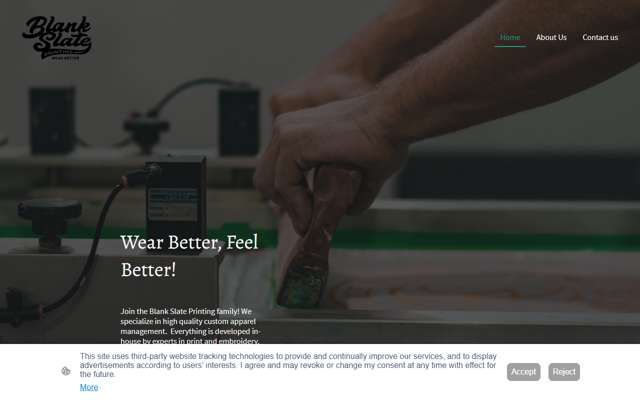 Blank
Slate
WEAR BETTER
Home
About Us
Contact us
Wear Better, Feel
Better!
Join the Blank Slate Printing family! We
specialize in high quality custom apparel
management.  Everything is developed in-
house by experts in print and embroidery,
This site uses third-party website tracking technologies to provide and continually improve our services, and to display
advertisements according to users' interests. I agree and may revoke or change my consent at any time with effect for
the future.
More
Accept
Reject